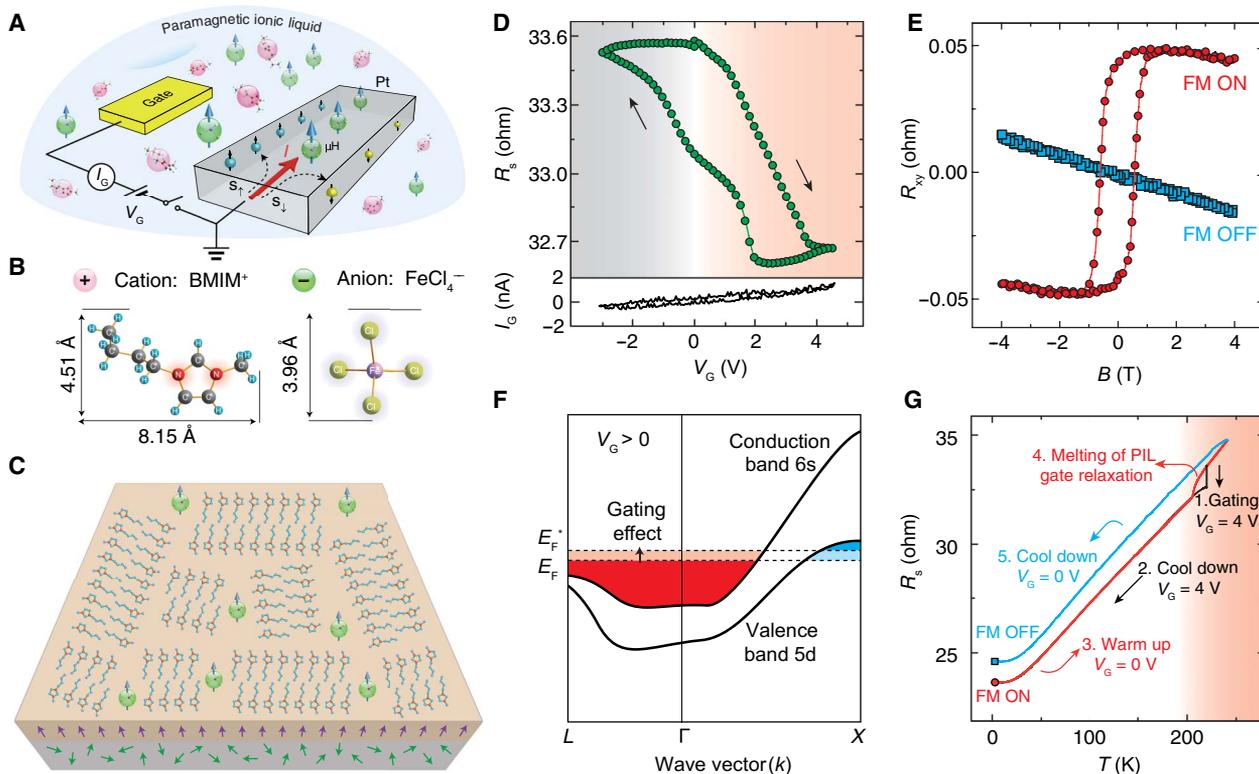 A
Paramagnetic ionic liquid
Pt
Gate
I
μH
S↑
S↓
I_G
V_G
B
+ Cation: BMIM⁺
− Anion: FeCl₄⁻
4.51 Å
8.15 Å
3.96 Å
H H H H H H H H H H H H H H H
C C C C N C N C C C
Cl
Cl Fe Cl
Cl
C
D
33.6
33.3
33.0
32.7
R_s (ohm)
2
0
−2
I_G (nA)
−2 0 2 4
V_G (V)
E
0.05
0.00
−0.05
R_xy (ohm)
FM ON
FM OFF
−4 −2 0 2 4
B (T)
F
V_G > 0
Conduction
band 6s
Gating
effect
E_F*
E_F
Valence
band 5d
L Γ X
Wave vector(k)
G
35
30
25
R_s (ohm)
4. Melting of PIL
gate relaxation
1.Gating
V_G = 4 V
5. Cool down
V_G = 0 V
2. Cool down
V_G = 4 V
3. Warm up
V_G = 0 V
FM OFF
FM ON
0 100 200
T (K)